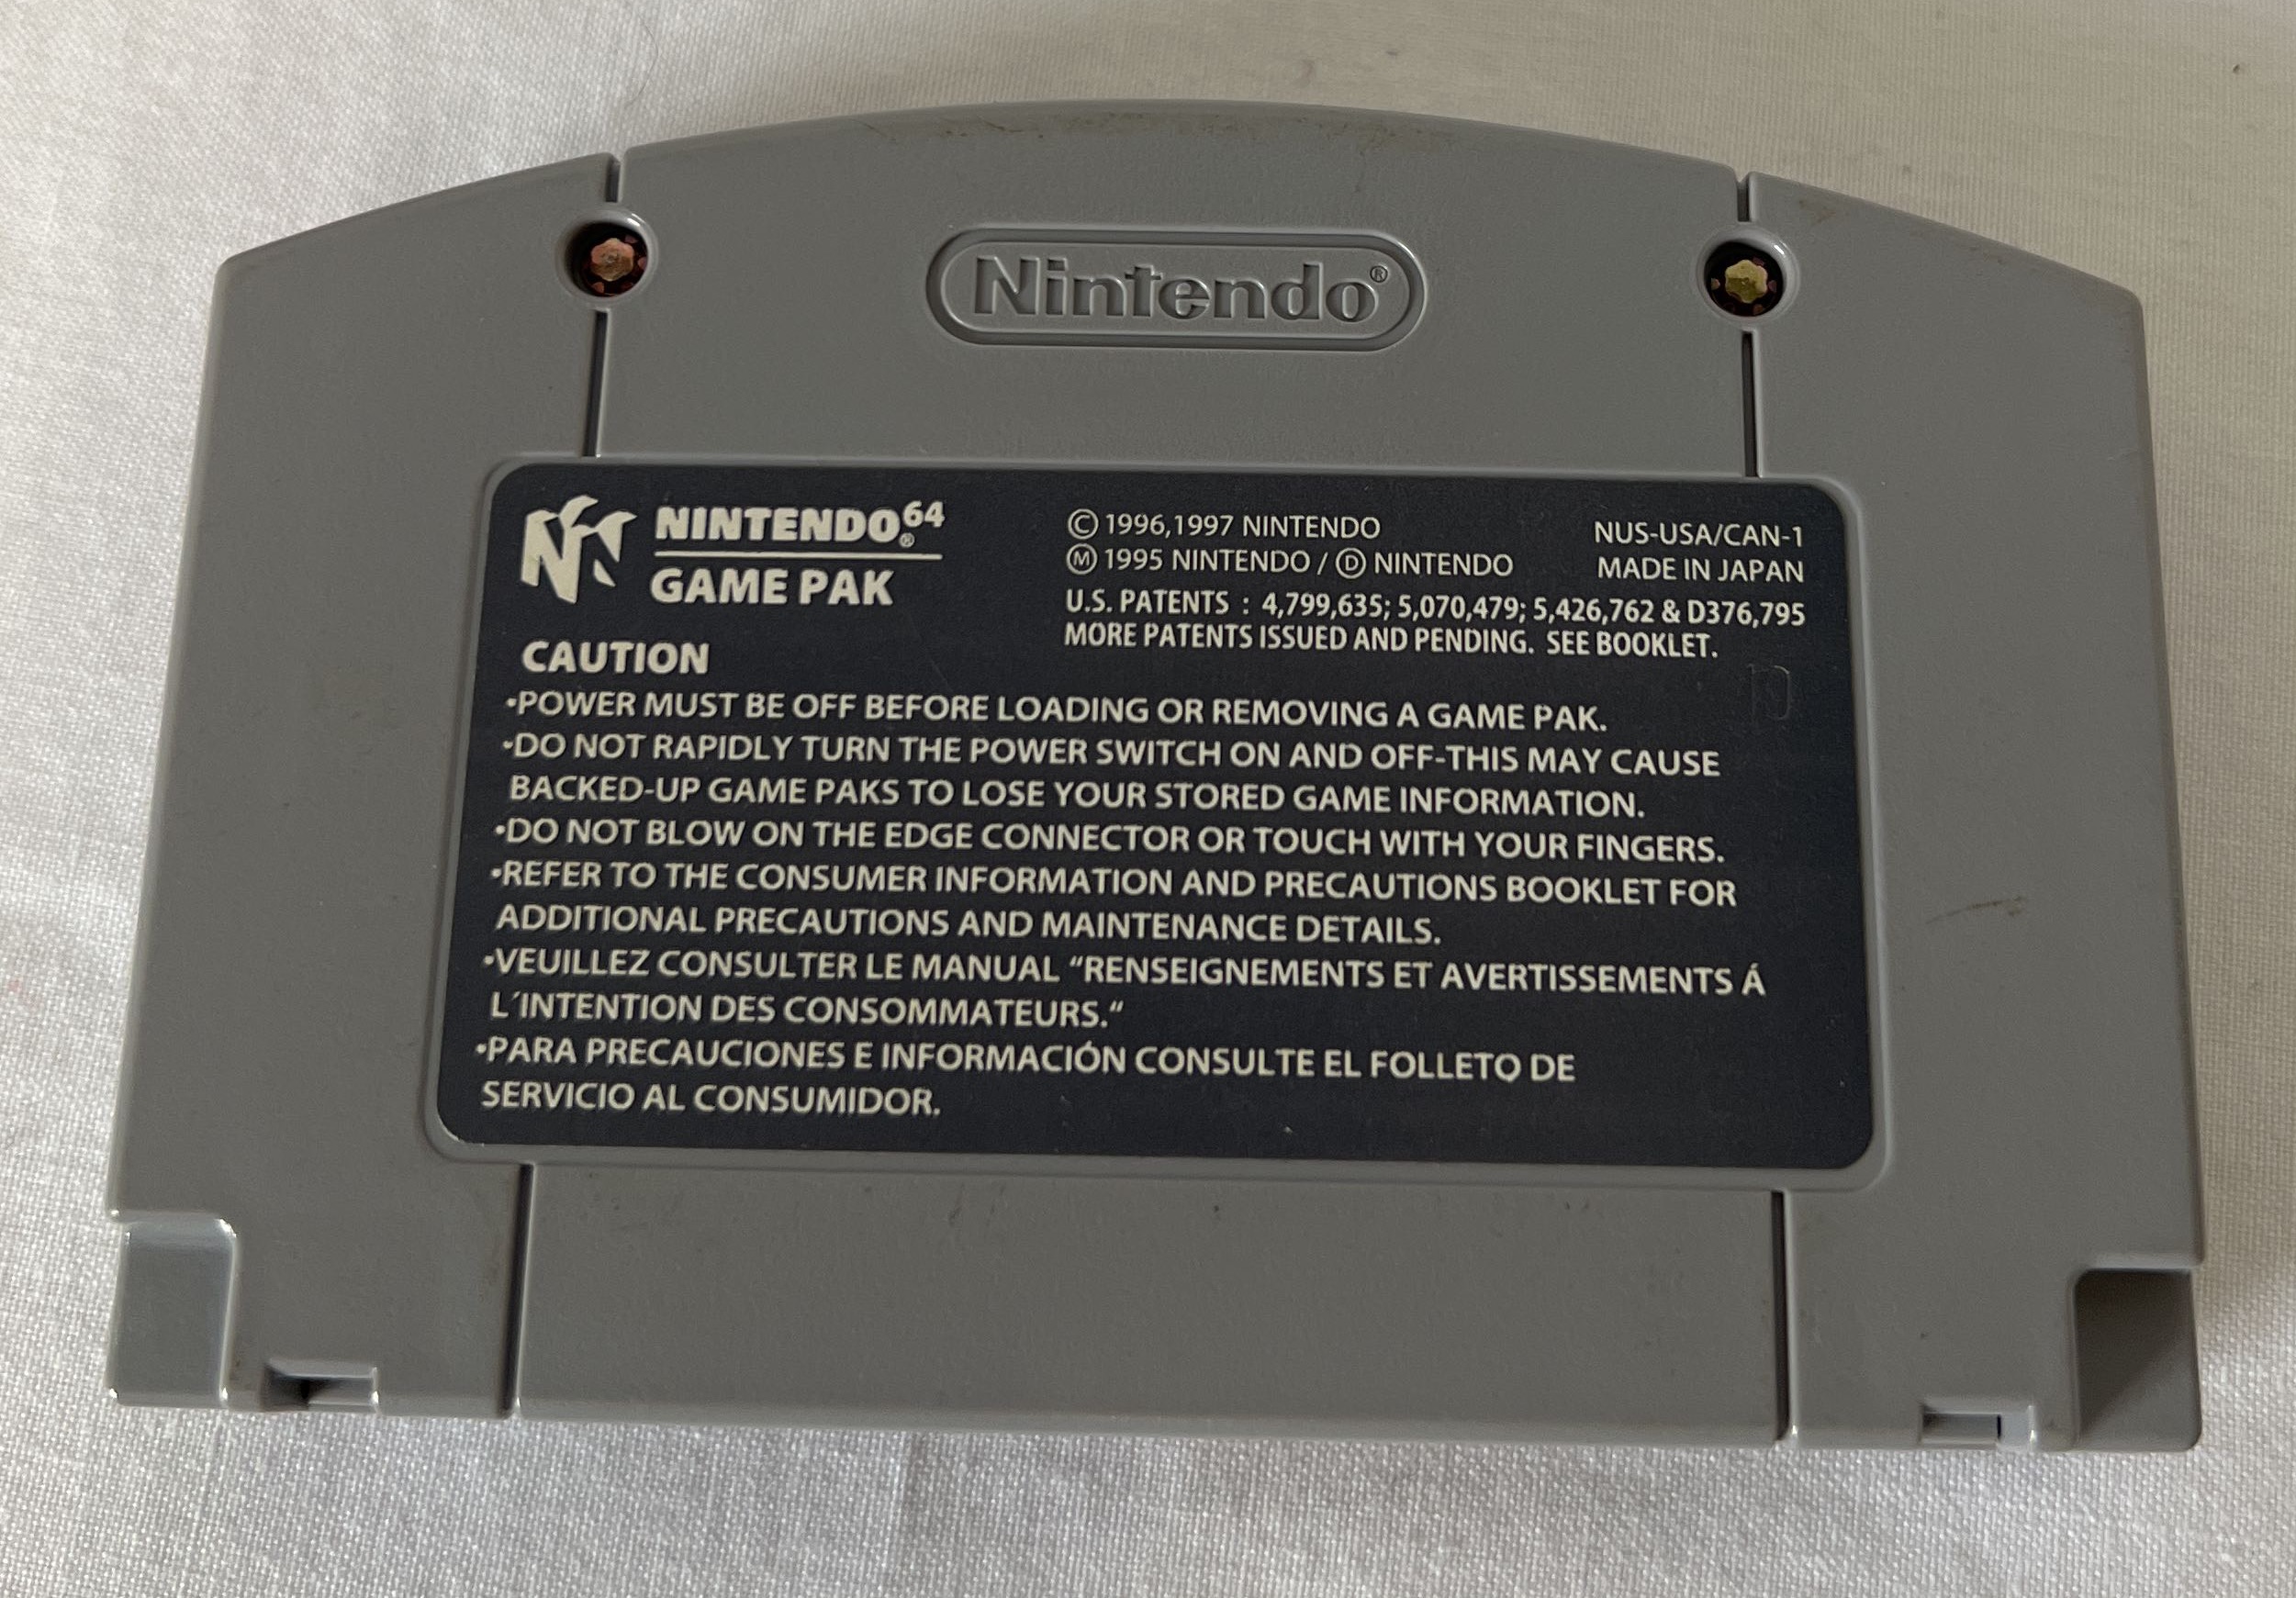 Nintendo®
NINTENDO64®
GAME PAK
© 1996,1997 NINTENDO
Ⓜ 1995 NINTENDO / Ⓓ NINTENDO
NUS-USA/CAN-1
MADE IN JAPAN
U.S. PATENTS : 4,799,635; 5,070,479; 5,426,762 & D376,795
MORE PATENTS ISSUED AND PENDING. SEE BOOKLET.
CAUTION
•POWER MUST BE OFF BEFORE LOADING OR REMOVING A GAME PAK.
•DO NOT RAPIDLY TURN THE POWER SWITCH ON AND OFF-THIS MAY CAUSE
BACKED-UP GAME PAKS TO LOSE YOUR STORED GAME INFORMATION.
•DO NOT BLOW ON THE EDGE CONNECTOR OR TOUCH WITH YOUR FINGERS.
•REFER TO THE CONSUMER INFORMATION AND PRECAUTIONS BOOKLET FOR
ADDITIONAL PRECAUTIONS AND MAINTENANCE DETAILS.
•VEUILLEZ CONSULTER LE MANUAL “RENSEIGNEMENTS ET AVERTISSEMENTS Á
L´INTENTION DES CONSOMMATEURS.“
•PARA PRECAUCIONES E INFORMACIÓN CONSULTE EL FOLLETO DE
SERVICIO AL CONSUMIDOR.